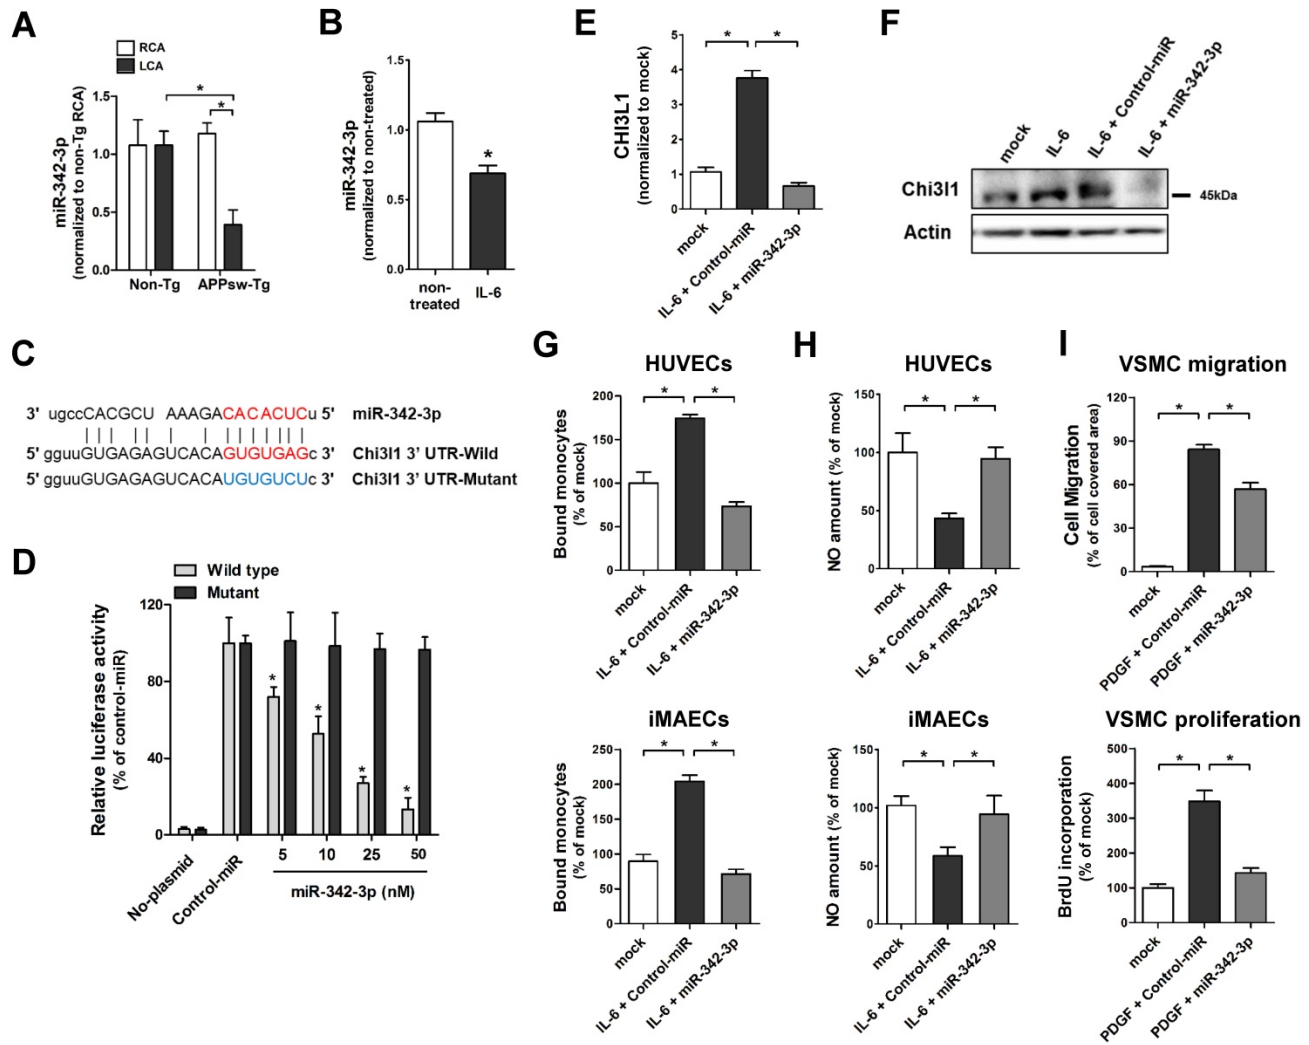 A
RCA
LCA
miR-342-3p
(normalized to non-Tg RCA)
1.5
1.0
0.5
0.0
*
*
Non-Tg
APPsw-Tg
B
miR-342-3p
(normalized to non-treated)
1.5
1.0
0.5
0.0
*
non-
treated
IL-6
C
3' ugccCACGCU AAAGACACACUCu 5' miR-342-3p
5' gguuGUGAGAGUCACAGUGUGAGc 3' Chi3l1 3' UTR-Wild
5' gguuGUGAGAGUCACAUGUGUCUc 3' Chi3l1 3' UTR-Mutant
D
Wild type
Mutant
Relative luciferase activity
(% of control-miR)
120
80
40
0
*
*
*
*
No-plasmid
Control-miR
5
10
25
50
miR-342-3p (nM)
E
CHI3L1
(normalized to mock)
5
4
3
2
1
0
*
*
mock
IL-6 + Control-miR
IL-6 + miR-342-3p
F
mock
IL-6
IL-6 + Control-miR
IL-6 + miR-342-3p
Chi3l1
45kDa
Actin
G
HUVECs
Bound monocytes
(% of mock)
200
150
100
50
0
*
*
mock
IL-6 + Control-miR
IL-6 + miR-342-3p
iMAECs
Bound monocytes
(% of mock)
250
200
150
100
50
0
*
*
mock
IL-6 + Control-miR
IL-6 + miR-342-3p
H
HUVECs
NO amount (% of mock)
150
100
50
0
*
*
mock
IL-6 + Control-miR
IL-6 + miR-342-3p
iMAECs
NO amount (% of mock)
150
100
50
0
*
*
mock
IL-6 + Control-miR
IL-6 + miR-342-3p
I
VSMC migration
Cell Migration
(% of cell covered area)
120
90
60
30
0
*
*
mock
PDGF + Control-miR
PDGF + miR-342-3p
VSMC proliferation
BrdU incorporation
(% of mock)
500
400
300
200
100
0
*
*
mock
PDGF + Control-miR
PDGF + miR-342-3p